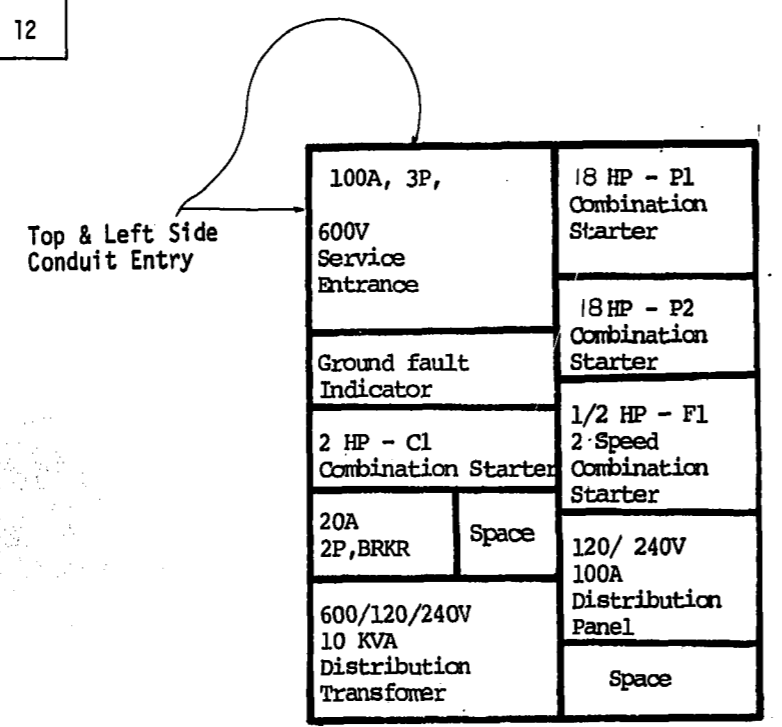 12
Top & Left Side
Conduit Entry
100A, 3P,
600V
Service
Entrance
Ground fault
Indicator
2 HP - C1
Combination Starter
20A
2P,BRKR
Space
600/120/240V
10 KVA
Distribution
Transfomer
18 HP - P1
Combination
Starter
18 HP - P2
Combination
Starter
1/2 HP - F1
2 Speed
Combination
Starter
120/ 240V
100A
Distribution
Panel
Space